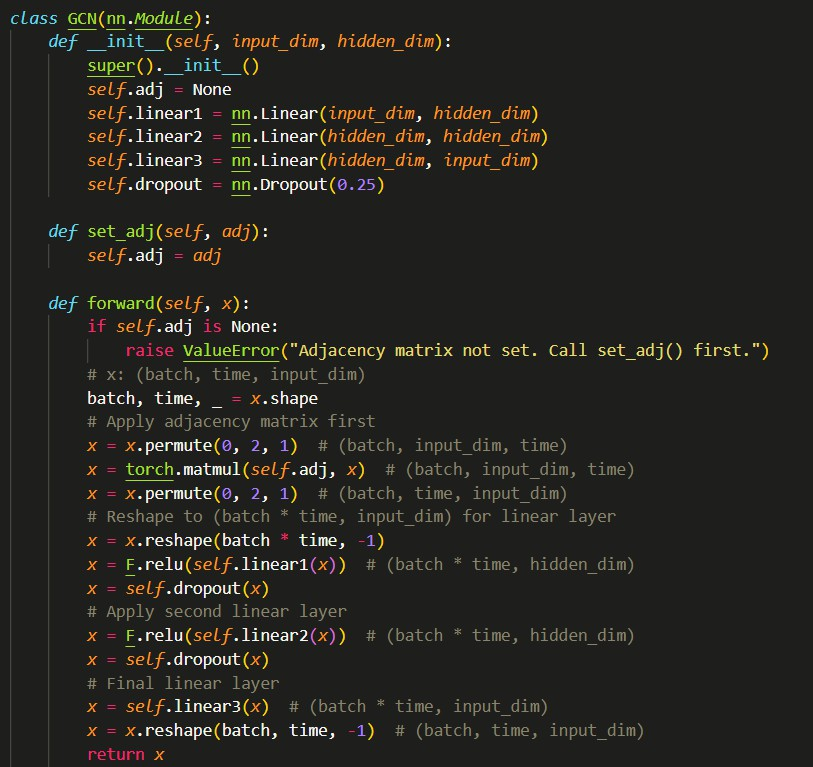 class GCN(nn.Module):
    def __init__(self, input_dim, hidden_dim):
        super().__init__()
        self.adj = None
        self.linear1 = nn.Linear(input_dim, hidden_dim)
        self.linear2 = nn.Linear(hidden_dim, hidden_dim)
        self.linear3 = nn.Linear(hidden_dim, input_dim)
        self.dropout = nn.Dropout(0.25)

    def set_adj(self, adj):
        self.adj = adj

    def forward(self, x):
        if self.adj is None:
            raise ValueError("Adjacency matrix not set. Call set_adj() first.")
        # x: (batch, time, input_dim)
        batch, time, _ = x.shape
        # Apply adjacency matrix first
        x = x.permute(0, 2, 1)  # (batch, input_dim, time)
        x = torch.matmul(self.adj, x)  # (batch, input_dim, time)
        x = x.permute(0, 2, 1)  # (batch, time, input_dim)
        # Reshape to (batch * time, input_dim) for linear layer
        x = x.reshape(batch * time, -1)
        x = F.relu(self.linear1(x))  # (batch * time, hidden_dim)
        x = self.dropout(x)
        # Apply second linear layer
        x = F.relu(self.linear2(x))  # (batch * time, hidden_dim)
        x = self.dropout(x)
        # Final linear layer
        x = self.linear3(x)  # (batch * time, input_dim)
        x = x.reshape(batch, time, -1)  # (batch, time, input_dim)
        return x